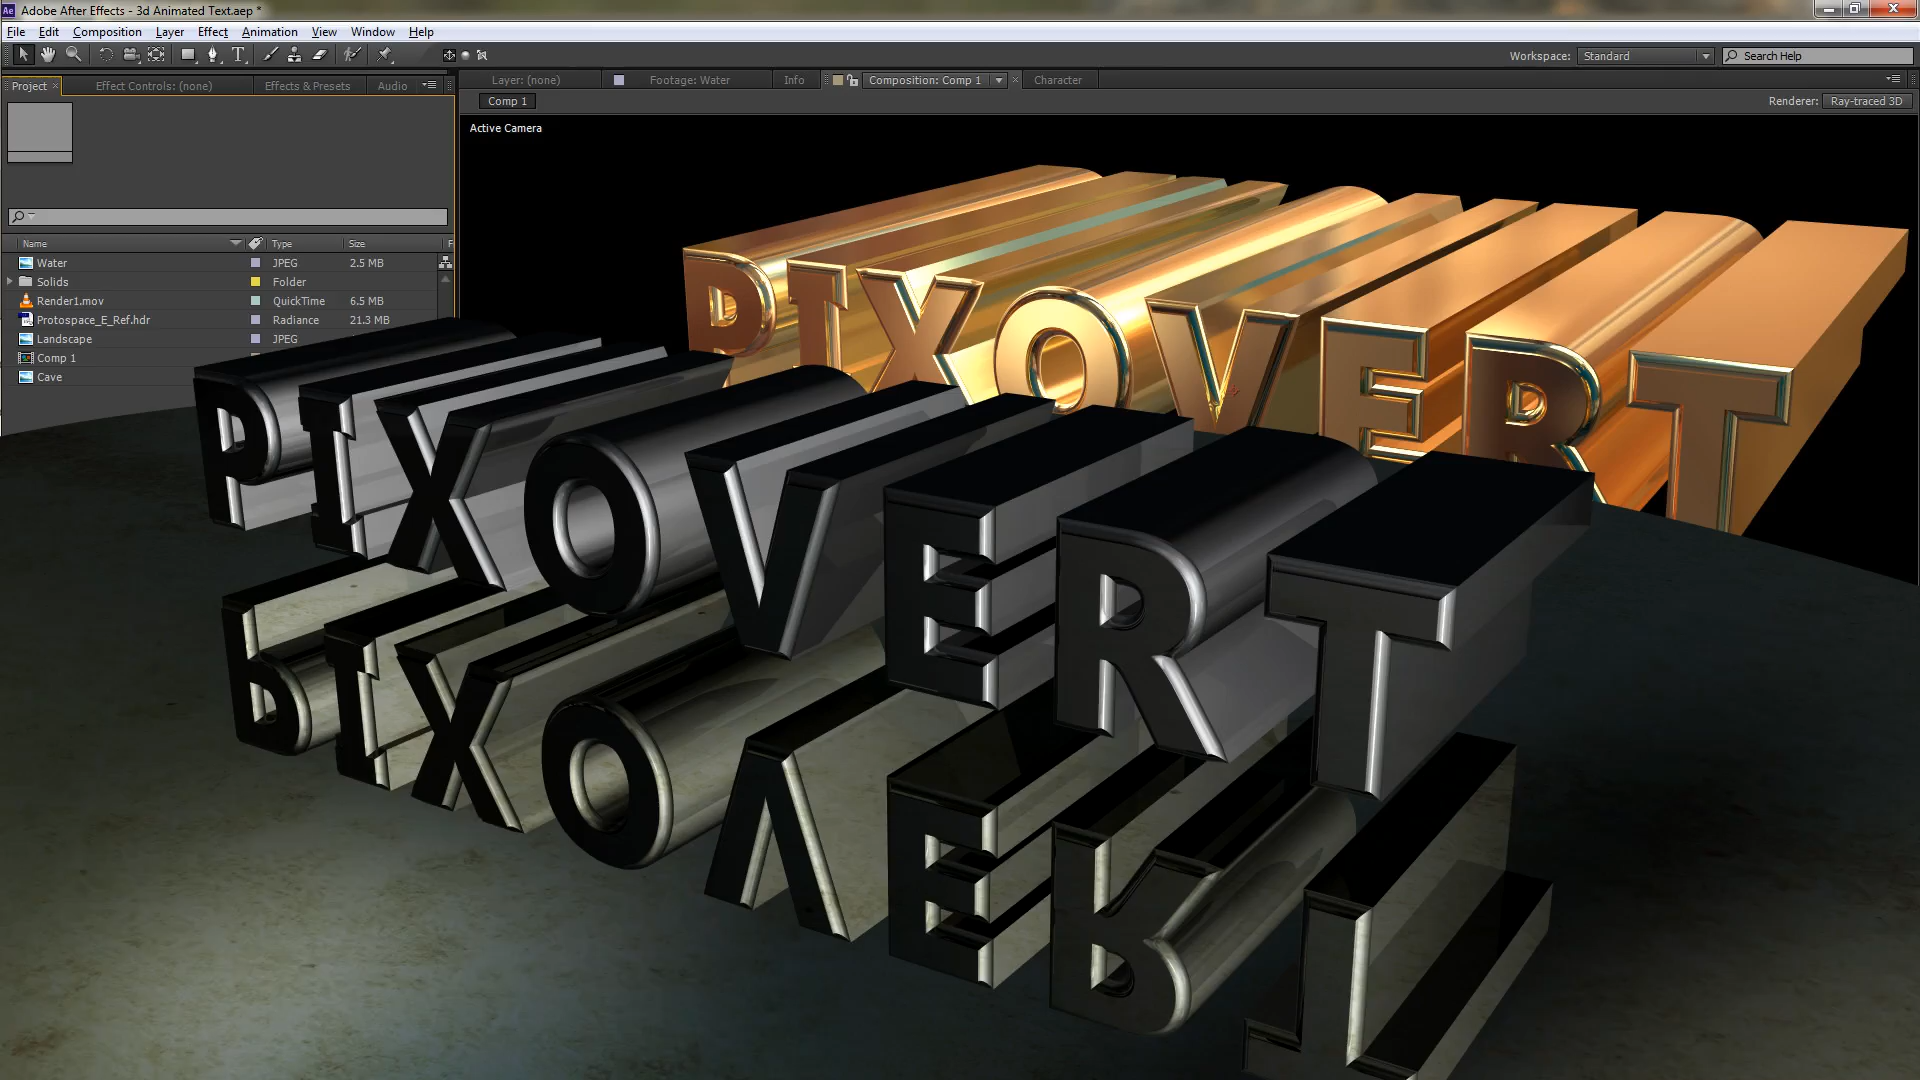 Ae Adobe After Effects - 3d Animated Text.aep *
File Edit Composition Layer Effect Animation View Window Help
Workspace: Standard Search Help
Project Effect Controls: (none) Effects & Presets Audio
Layer: (none) Footage: Water Info Composition: Comp 1 Character
Comp 1
Renderer: Ray-traced 3D
Active Camera
Name Type Size F
Water JPEG 2.5 MB
Solids Folder
Render1.mov QuickTime 6.5 MB
Protospace_E_Ref.hdr Radiance 21.3 MB
Landscape JPEG
Comp 1
Cave
PIXOVERT
PIXOVERT